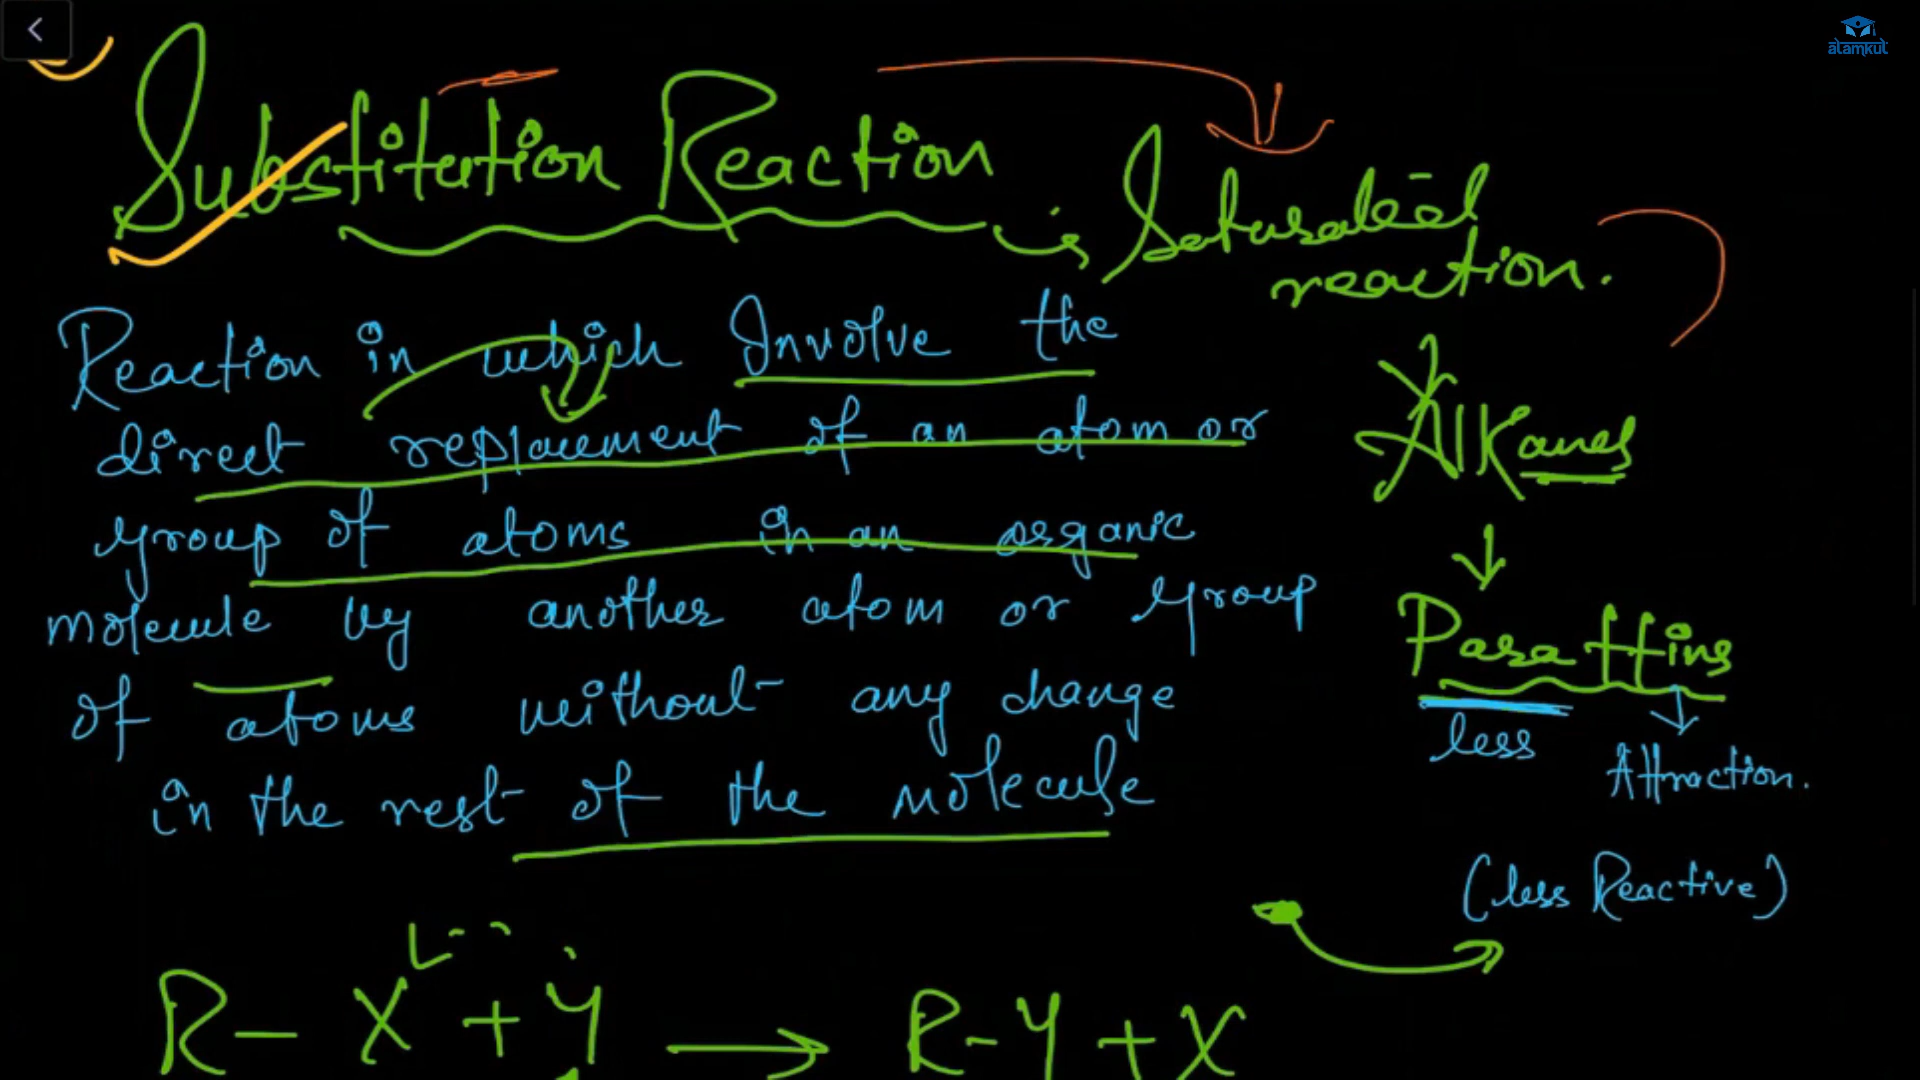 alamkut
Substitution Reaction
is Saturated
reaction.
Reaction in which Involve the
direct replacement of an atom or
group of atoms in an organic
molecule by another atom or group
of atoms without any change
in the rest of the molecule
Alkanes
Paraffins
less
Attraction.
(less Reactive)
R - X + Y → R - Y + X